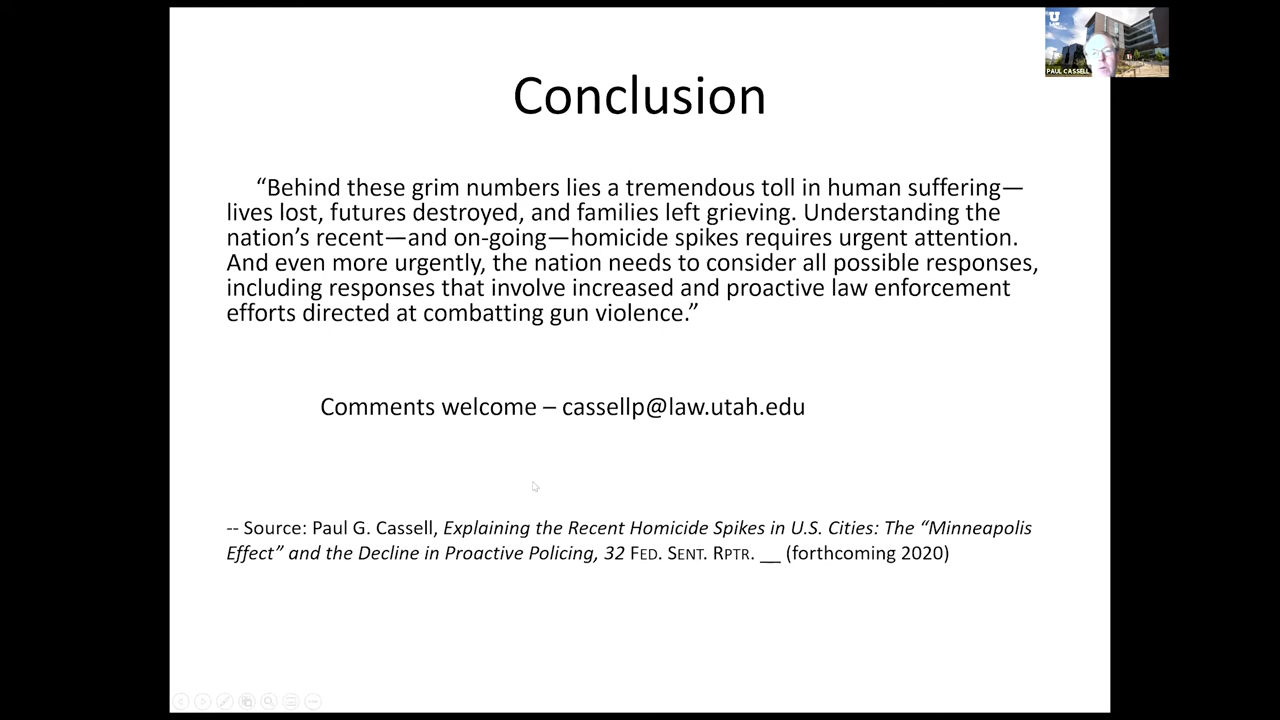 U
LAW
PAUL CASSELL
Conclusion
“Behind these grim numbers lies a tremendous toll in human suffering—
lives lost, futures destroyed, and families left grieving. Understanding the
nation’s recent—and on-going—homicide spikes requires urgent attention.
And even more urgently, the nation needs to consider all possible responses,
including responses that involve increased and proactive law enforcement
efforts directed at combatting gun violence.”
Comments welcome – cassellp@law.utah.edu
-- Source: Paul G. Cassell, Explaining the Recent Homicide Spikes in U.S. Cities: The “Minneapolis
Effect” and the Decline in Proactive Policing, 32 FED. SENT. RPTR. __ (forthcoming 2020)